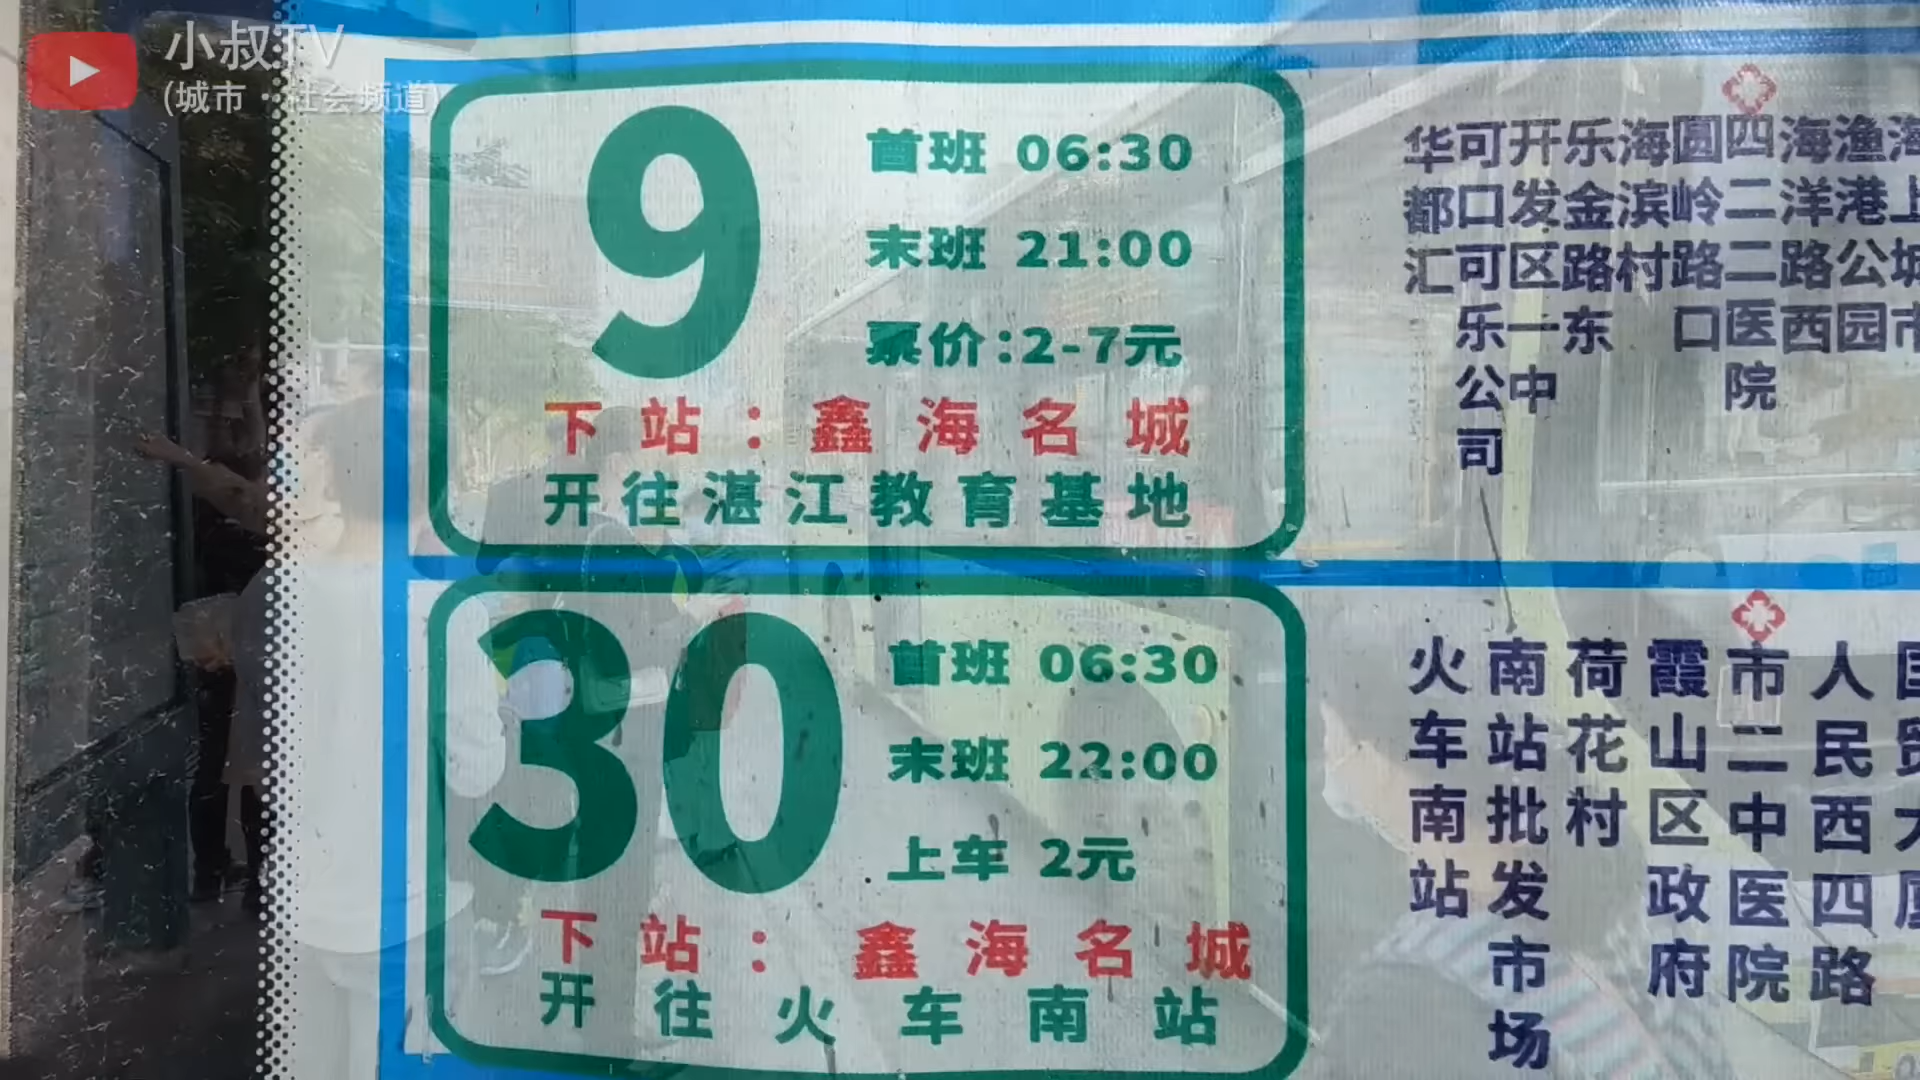 小叔TV
(城市·社会频道)
9
首班 06:30
末班 21:00
票价:2-7元
下站:鑫海名城
开往湛江教育基地
华都汇
可口可乐公司
开发区一中
乐金路东
海滨村
圆岭路口
四二二医院
海洋路西
渔港公园
海上城市
30
首班 06:30
末班 22:00
上车 2元
下站:鑫海名城
开往火车南站
火车南站
南站批发市场
荷花村
霞山区政府
市二中医院
人民西四路